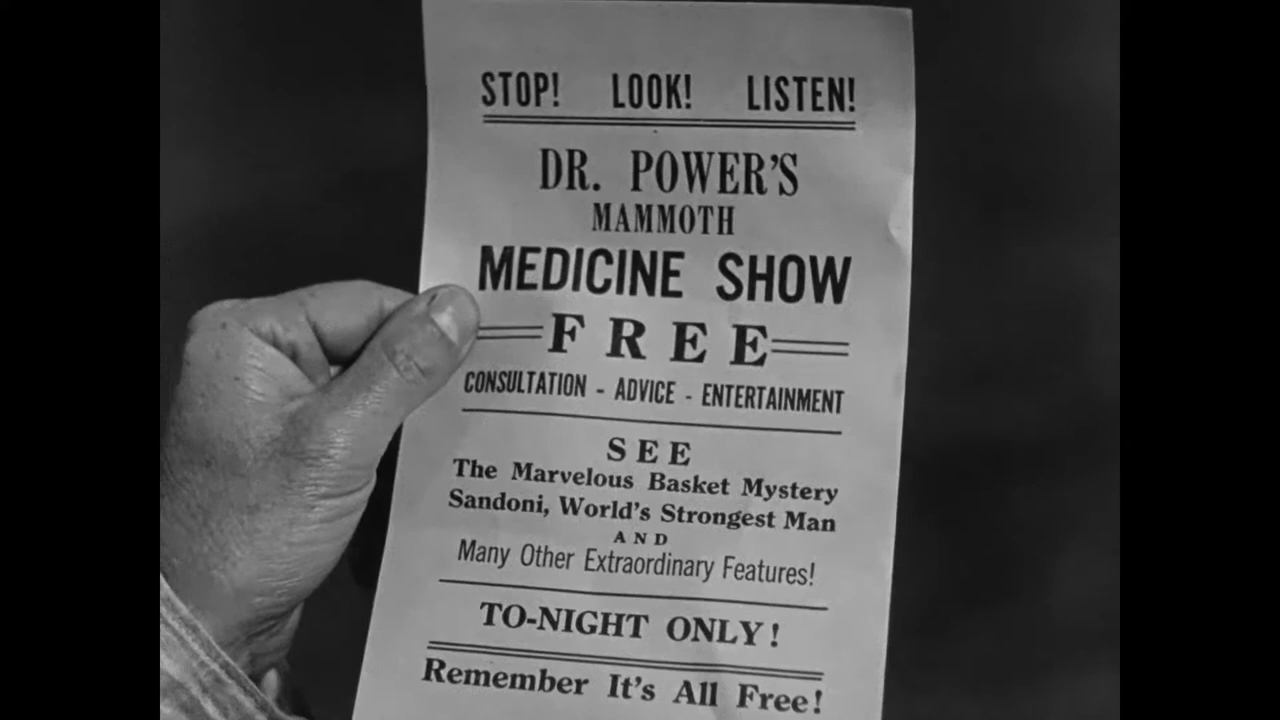 STOP! LOOK! LISTEN!
DR. POWER'S
MAMMOTH
MEDICINE SHOW
FREE
CONSULTATION - ADVICE - ENTERTAINMENT
SEE
The Marvelous Basket Mystery
Sandoni, World's Strongest Man
AND
Many Other Extraordinary Features!
TO-NIGHT ONLY!
Remember It's All Free!